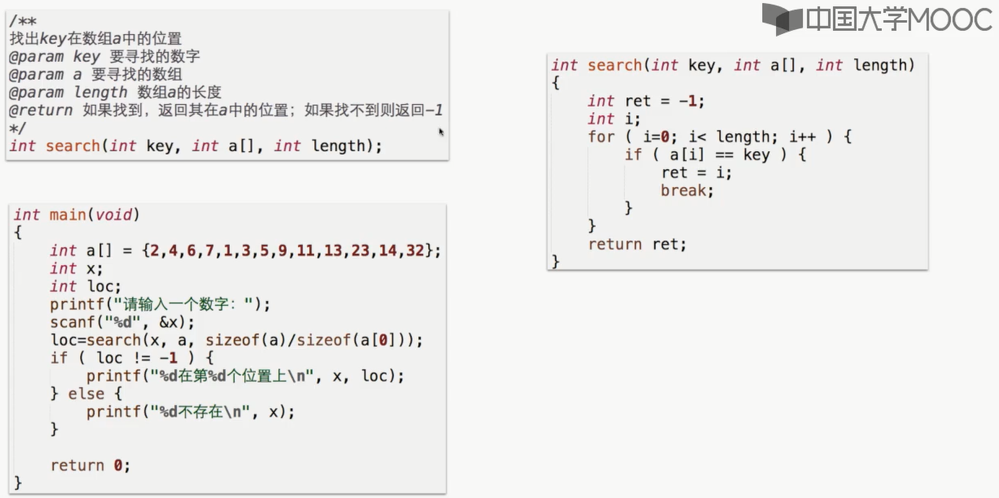 中国大学MOOC
/**
找出key在数组a中的位置
@param key 要寻找的数字
@param a 要寻找的数组
@param length 数组a的长度
@return 如果找到，返回其在a中的位置；如果找不到则返回-1
*/
int search(int key, int a[], int length);
int main(void)
{
    int a[] = {2,4,6,7,1,3,5,9,11,13,23,14,32};
    int x;
    int loc;
    printf("请输入一个数字：");
    scanf("%d", &x);
    loc=search(x, a, sizeof(a)/sizeof(a[0]));
    if ( loc != -1 ) {
        printf("%d在第%d个位置上\n", x, loc);
    } else {
        printf("%d不存在\n", x);
    }
    return 0;
}
int search(int key, int a[], int length)
{
    int ret = -1;
    int i;
    for ( i=0; i< length; i++ ) {
        if ( a[i] == key ) {
            ret = i;
            break;
        }
    }
    return ret;
}